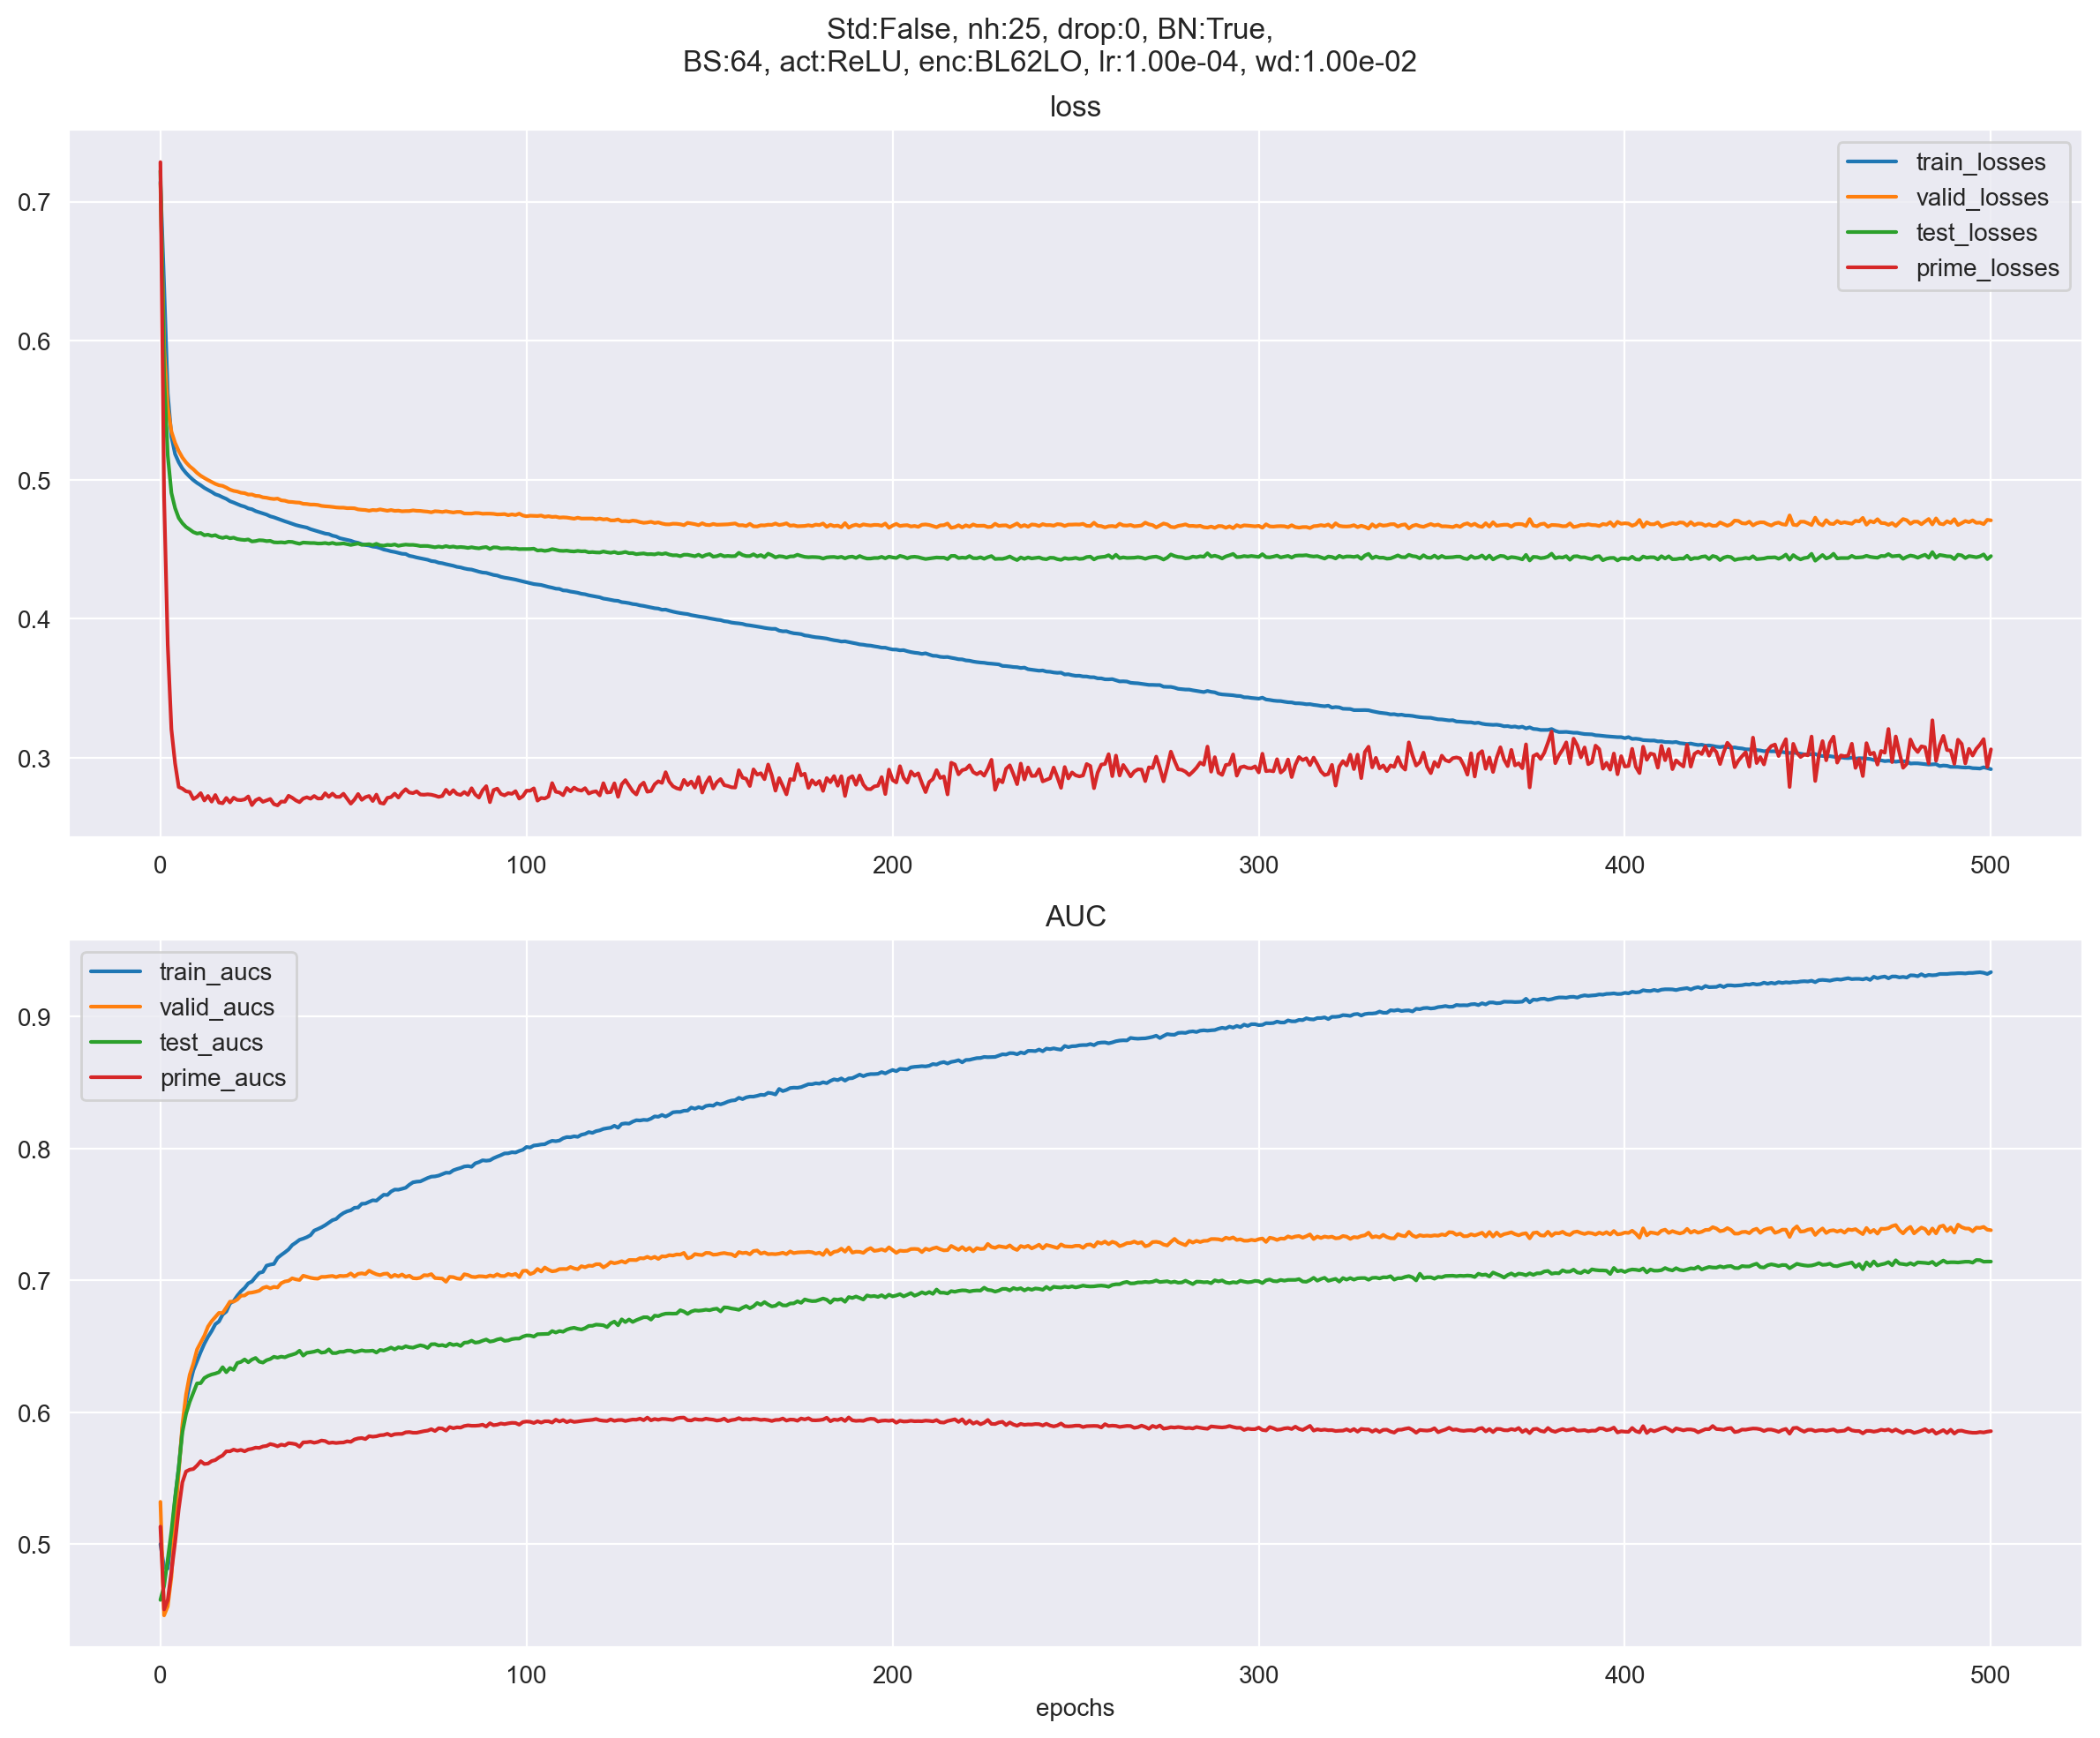 Std:False, nh:25, drop:0, BN:True,
BS:64, act:ReLU, enc:BL62LO, lr:1.00e-04, wd:1.00e-02
loss
train_losses
valid_losses
test_losses
prime_losses
0.7
0.6
0.5
0.4
0.3
0 100 200 300 400 500
AUC
train_aucs
valid_aucs
test_aucs
prime_aucs
0.9
0.8
0.7
0.6
0.5
0 100 200 300 400 500
epochs